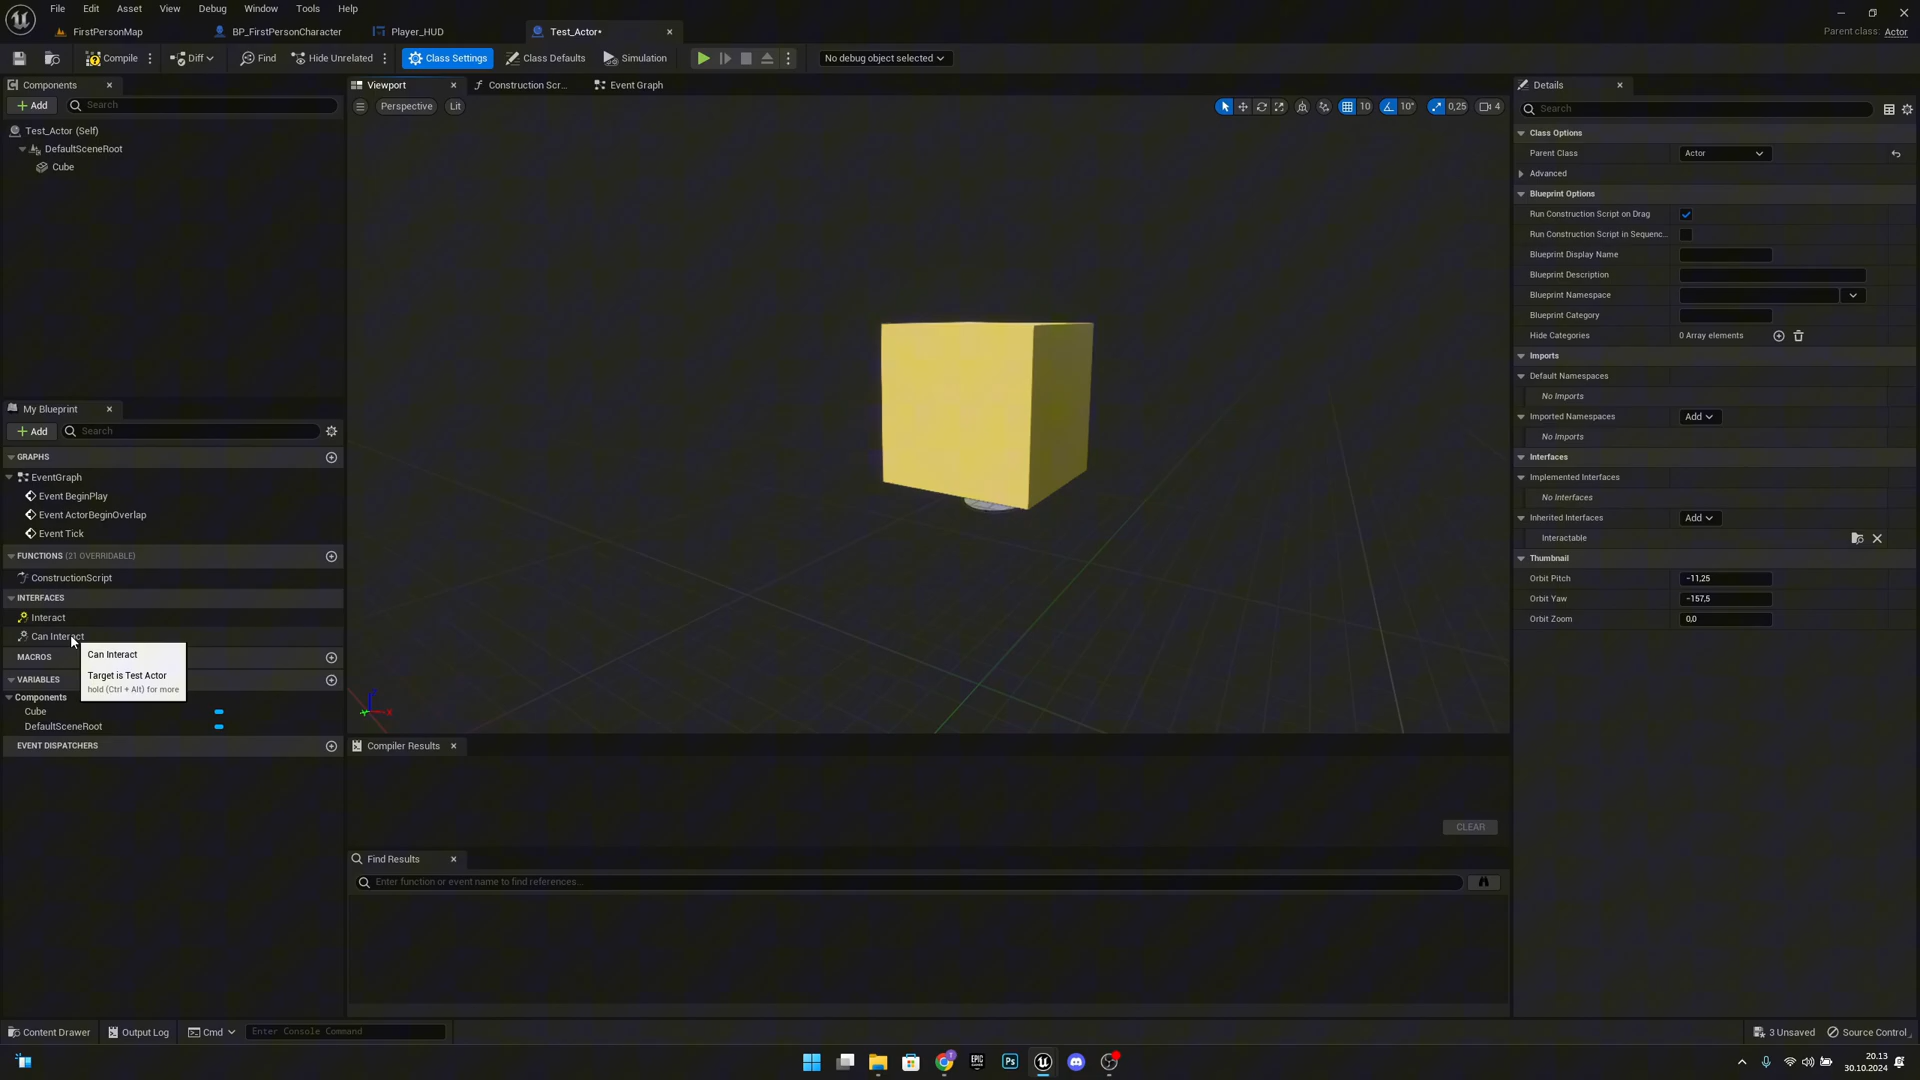 File Edit Asset View Window Debug Tools Help
FirstPersonMap BP_FirstPersonCharacter Player_HUD Test_Actor•
Parent class: Actor
Compile Diff Find Hide Unrelated Class Settings Class Defaults Simulation No debug object selected
Components
Add Search
Test_Actor (Self)
DefaultSceneRoot
Cube
My Blueprint
Add Search
GRAPHS
EventGraph
Event BeginPlay
Event ActorBeginOverlap
Event Tick
FUNCTIONS (21 OVERRIDABLE)
ConstructionScript
INTERFACES
Interact
Can Interact
Can Interact
Target is Test Actor
hold (Ctrl + Alt) for more
MACROS
VARIABLES
Components
Cube
DefaultSceneRoot
EVENT DISPATCHERS
Viewport Construction Scr... Event Graph
Perspective Lit
10 10° 0,25 4
Compiler Results
CLEAR
Find Results
Enter function or event name to find references...
Details
Search
Class Options
Parent Class Actor
Advanced
Blueprint Options
Run Construction Script on Drag
Run Construction Script in Sequenc...
Blueprint Display Name
Blueprint Description
Blueprint Namespace
Blueprint Category
Hide Categories 0 Array elements
Imports
Default Namespaces
No Imports
Imported Namespaces Add
No Imports
Interfaces
Implemented Interfaces
No Interfaces
Inherited Interfaces Add
Interactable
Thumbnail
Orbit Pitch -11,25
Orbit Yaw -157,5
Orbit Zoom 0,0
Content Drawer Output Log Cmd Enter Console Command 3 Unsaved Source Control
Ps
EPIC
20.13
30.10.2024